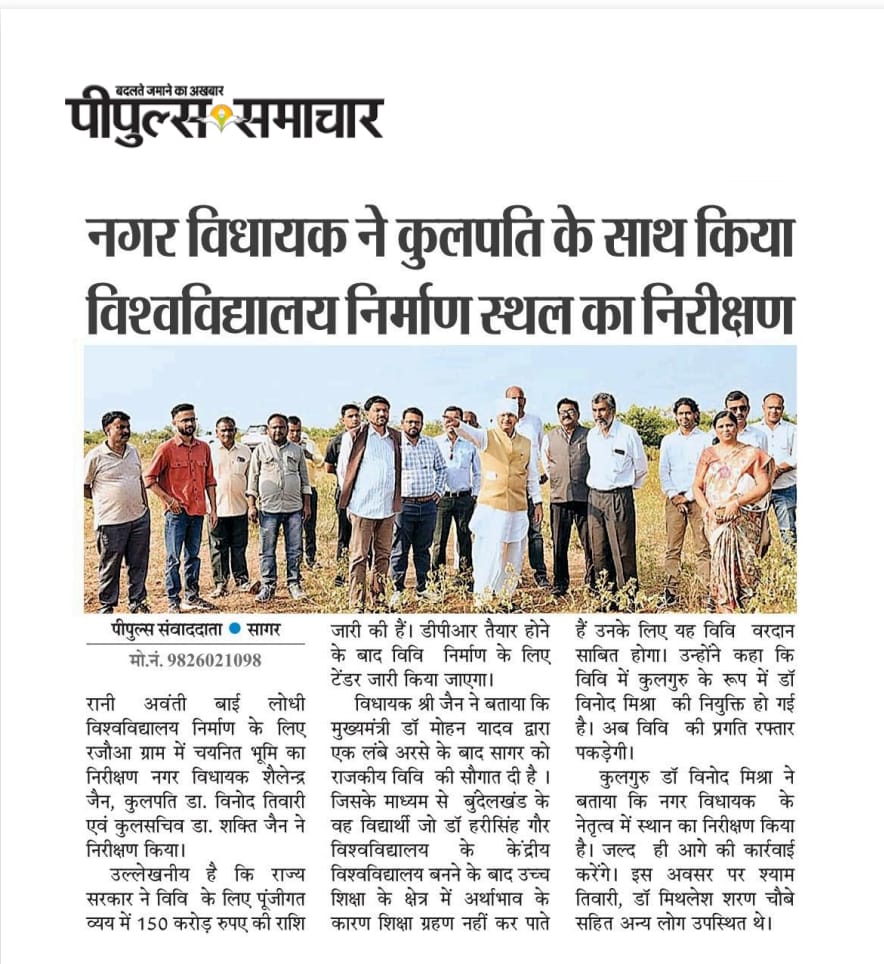 बदलते जमाने का अखबार
पीपुल्स समाचार
नगर विधायक ने कुलपति के साथ किया
विश्वविद्यालय निर्माण स्थल का निरीक्षण
पीपुल्स संवाददाता ● सागर
मो.नं. 9826021098
रानी अवंती बाई लोधी
विश्वविद्यालय निर्माण के लिए
रजौआ ग्राम में चयनित भूमि का
निरीक्षण नगर विधायक शैलेन्द्र
जैन, कुलपति डा. विनोद तिवारी
एवं कुलसचिव डा. शक्ति जैन ने
निरीक्षण किया।
उल्लेखनीय है कि राज्य
सरकार ने विवि के लिए पूंजीगत
व्यय में 150 करोड़ रुपए की राशि
जारी की हैं। डीपीआर तैयार होने
के बाद विवि निर्माण के लिए
टेंडर जारी किया जाएगा।
विधायक श्री जैन ने बताया कि
मुख्यमंत्री डॉ मोहन यादव द्वारा
एक लंबे अरसे के बाद सागर को
राजकीय विवि की सौगात दी है ।
जिसके माध्यम से बुंदेलखंड के
वह विद्यार्थी जो डॉ हरीसिंह गौर
विश्वविद्यालय के केंद्रीय
विश्वविद्यालय बनने के बाद उच्च
शिक्षा के क्षेत्र में अर्थाभाव के
कारण शिक्षा ग्रहण नहीं कर पाते
हैं उनके लिए यह विवि वरदान
साबित होगा। उन्होंने कहा कि
विवि में कुलगुरु के रूप में डॉ
विनोद मिश्रा की नियुक्ति हो गई
है। अब विवि की प्रगति रफ्तार
पकड़ेगी।
कुलगुरु डॉ विनोद मिश्रा ने
बताया कि नगर विधायक के
नेतृत्व में स्थान का निरीक्षण किया
है। जल्द ही आगे की कार्रवाई
करेंगे। इस अवसर पर श्याम
तिवारी, डॉ मिथलेश शरण चौबे
सहित अन्य लोग उपस्थित थे।